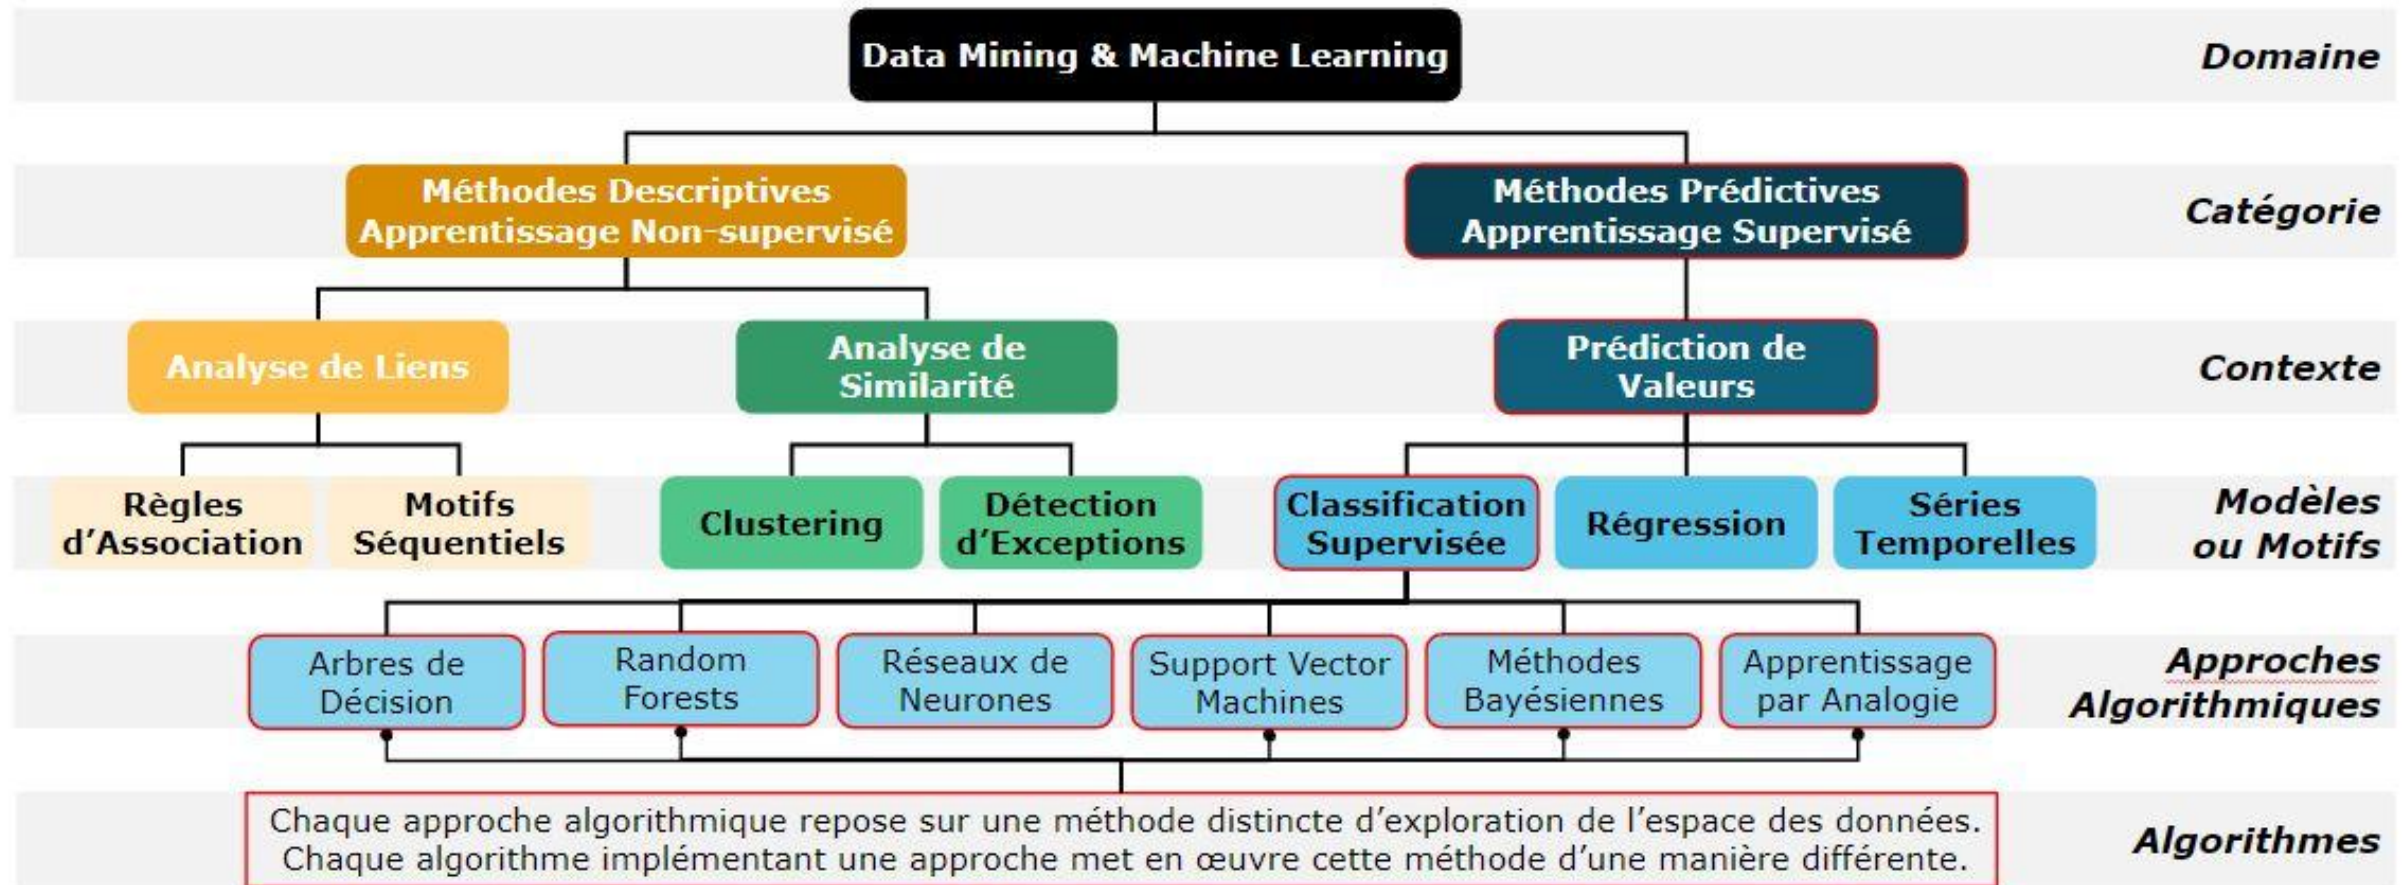 Data Mining & Machine Learning
Domaine
Méthodes Descriptives
Apprentissage Non-supervisé
Méthodes Prédictives
Apprentissage Supervisé
Catégorie
Analyse de Liens
Analyse de
Similarité
Prédiction de
Valeurs
Contexte
Règles
d’Association
Motifs
Séquentiels
Clustering
Détection
d’Exceptions
Classification
Supervisée
Régression
Séries
Temporelles
Modèles
ou Motifs
Arbres de
Décision
Random
Forests
Réseaux de
Neurones
Support Vector
Machines
Méthodes
Bayésiennes
Apprentissage
par Analogie
Approches
Algorithmiques
Chaque approche algorithmique repose sur une méthode distincte d’exploration de l’espace des données.
Chaque algorithme implémentant une approche met en œuvre cette méthode d’une manière différente.
Algorithmes